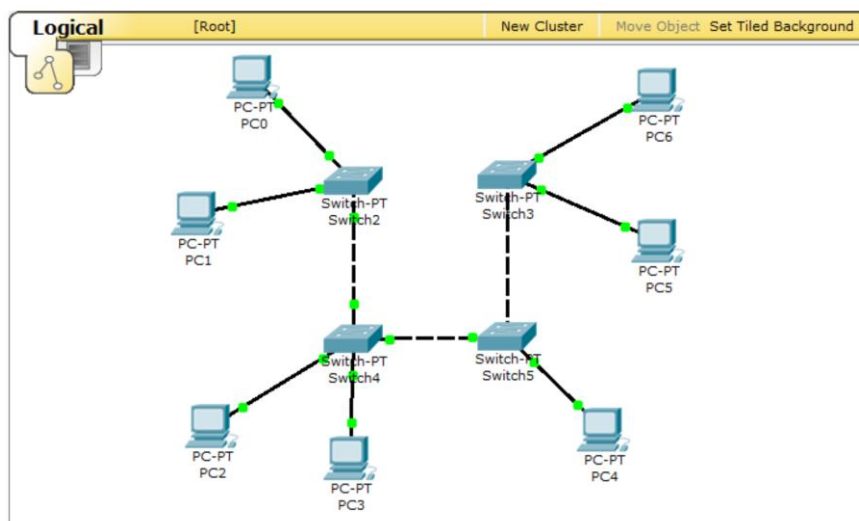 Logical
[Root]
New Cluster
Move Object
Set Tiled Background
PC-PT
PC0
PC-PT
PC6
Switch-PT
Switch2
Switch-PT
Switch3
PC-PT
PC1
PC-PT
PC5
Switch-PT
Switch4
Switch-PT
Switch5
PC-PT
PC2
PC-PT
PC3
PC-PT
PC4